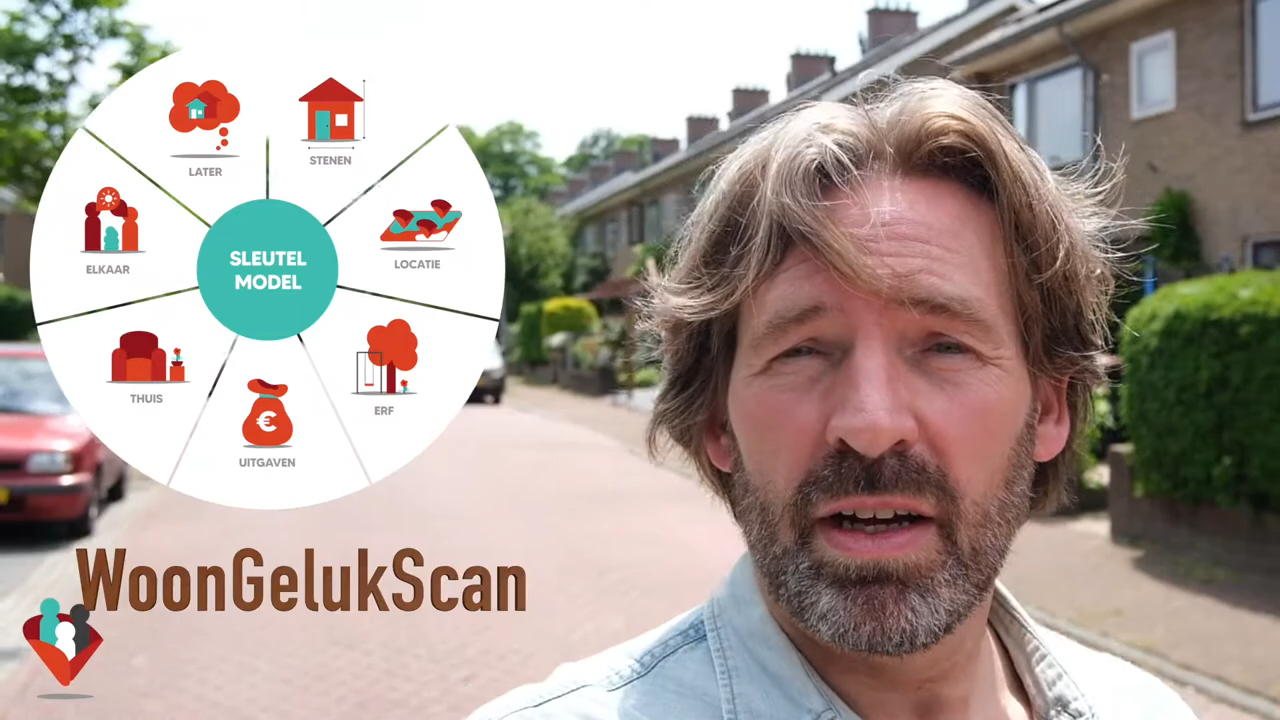 LATER
STENEN
ELKAAR
SLEUTEL
MODEL
LOCATIE
THUIS
€
UITGAVEN
ERF
WoonGelukScan